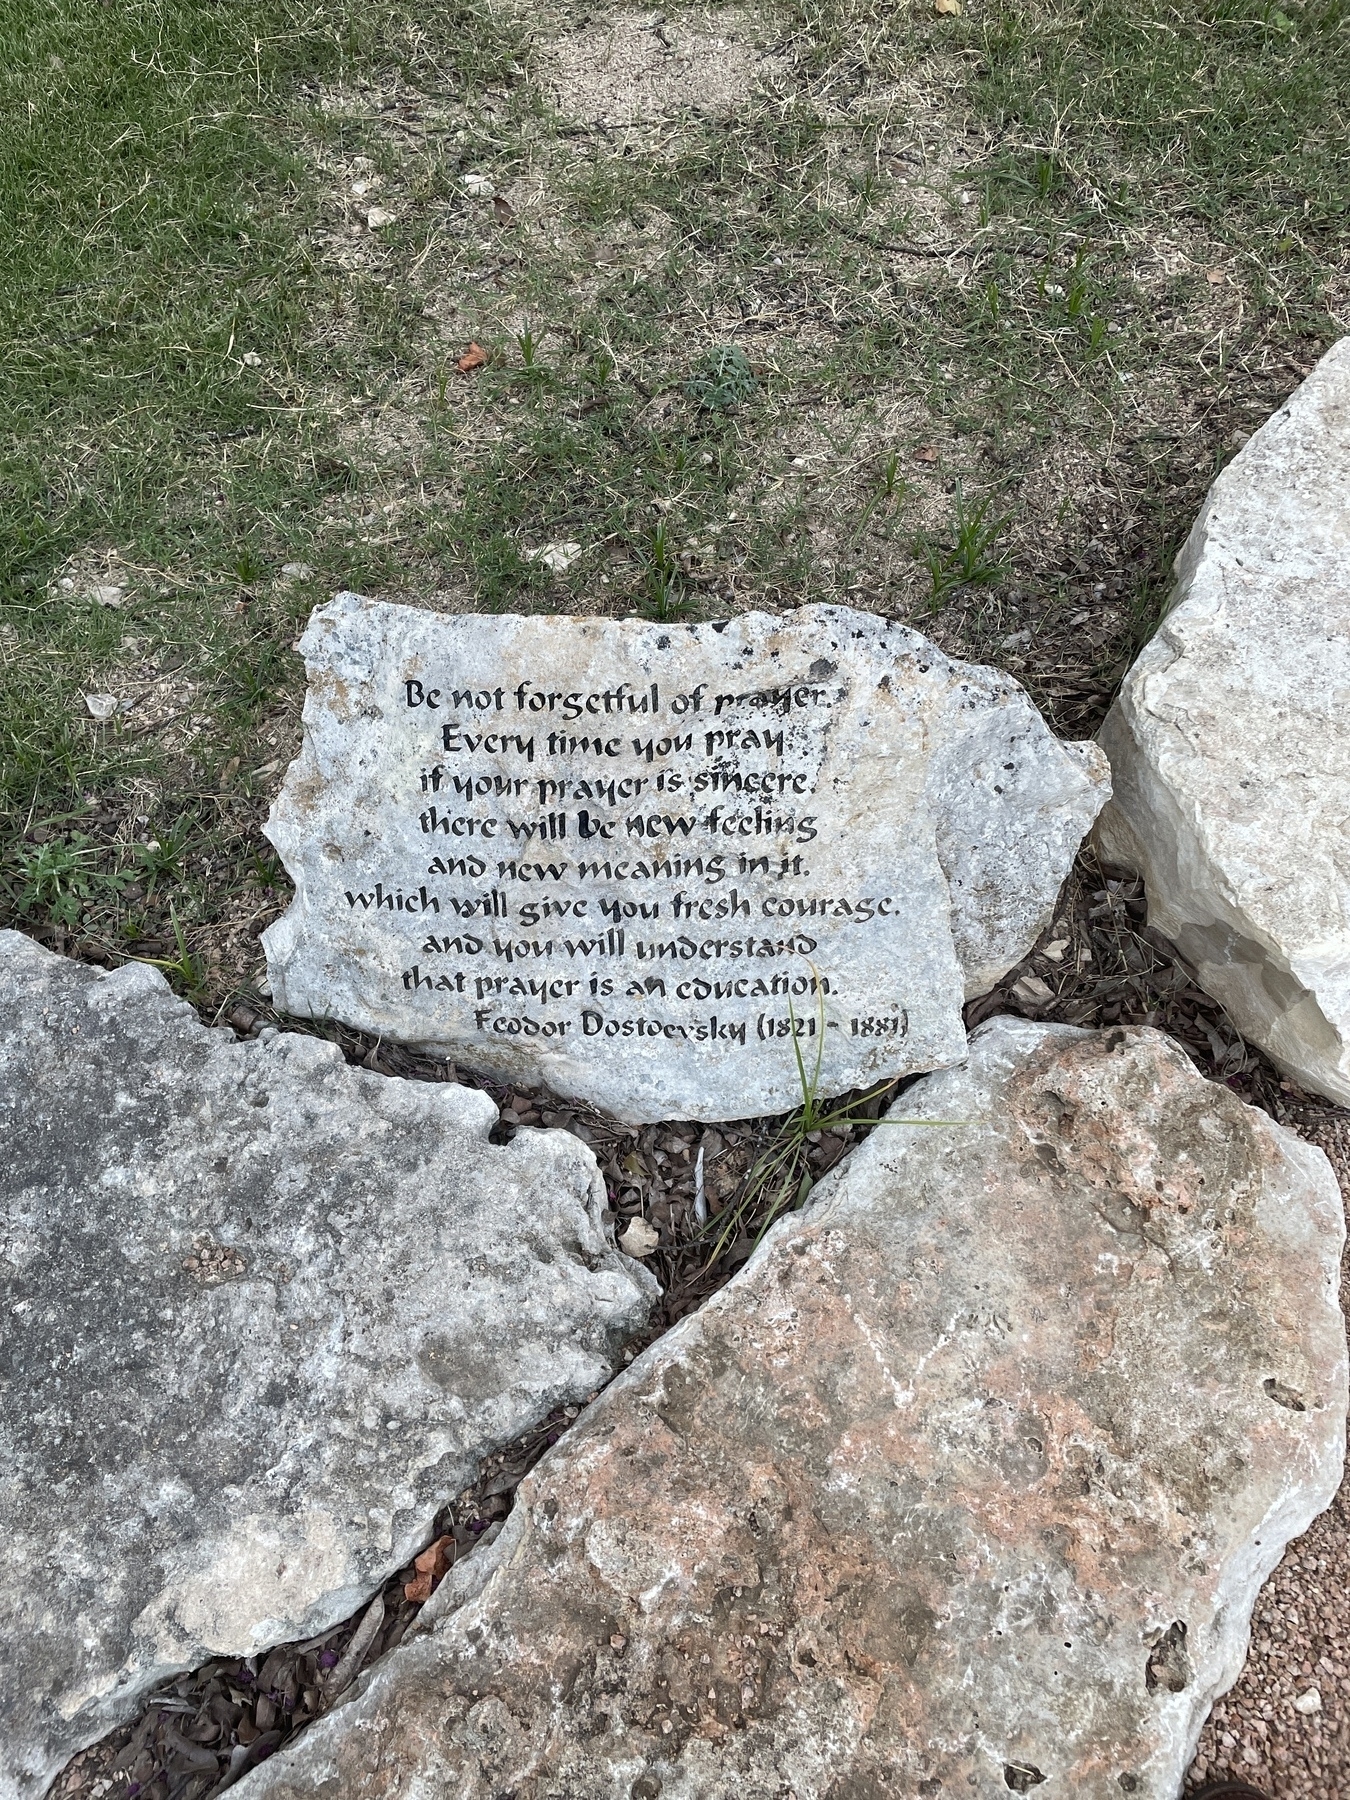 Be not forgetful of prayer.
Every time you pray,
if your prayer is sincere,
there will be new feeling
and new meaning in it,
which will give you fresh courage,
and you will understand
that prayer is an education.
Feodor Dostoevsky (1821 - 1881)